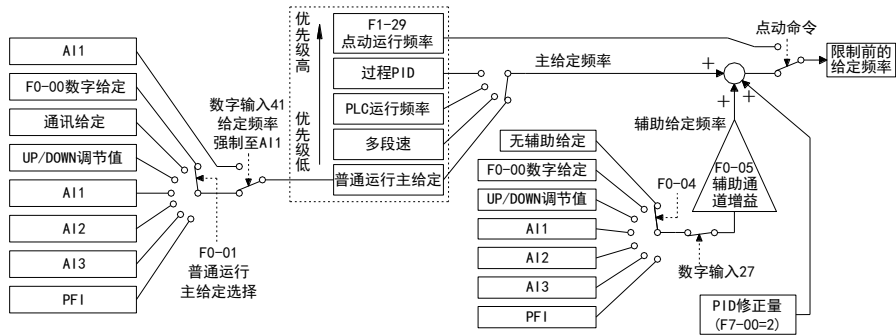 AI1
F0-00数字给定
通讯给定
UP/DOWN调节值
AI1
AI2
AI3
PFI
F0-01
普通运行
主给定选择
数字输入41
给定频率
强制至AI1
优先级高
优先级低
F1-29
点动运行频率
过程PID
PLC运行频率
多段速
普通运行主给定
主给定频率
点动命令
限制前的
给定频率
+
+
+
辅助给定频率
无辅助给定
F0-00数字给定
UP/DOWN调节值
AI1
AI2
AI3
PFI
F0-04
数字输入27
F0-05
辅助通
道增益
PID修正量
(F7-00=2)